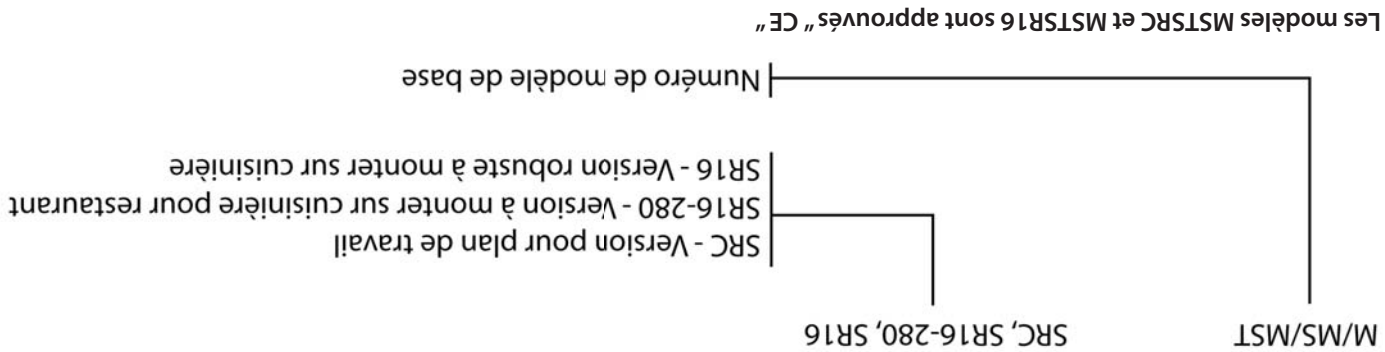 M/MS/MST SRC, SR16-280, SR16
SRC - Version pour plan de travail
SR16-280 - Version à monter sur cuisinière pour restaurant
SR16 - Version robuste à monter sur cuisinière
Numéro de modèle de base
Les modèles MSTSRC et MSTSR16 sont approuvés " CE "